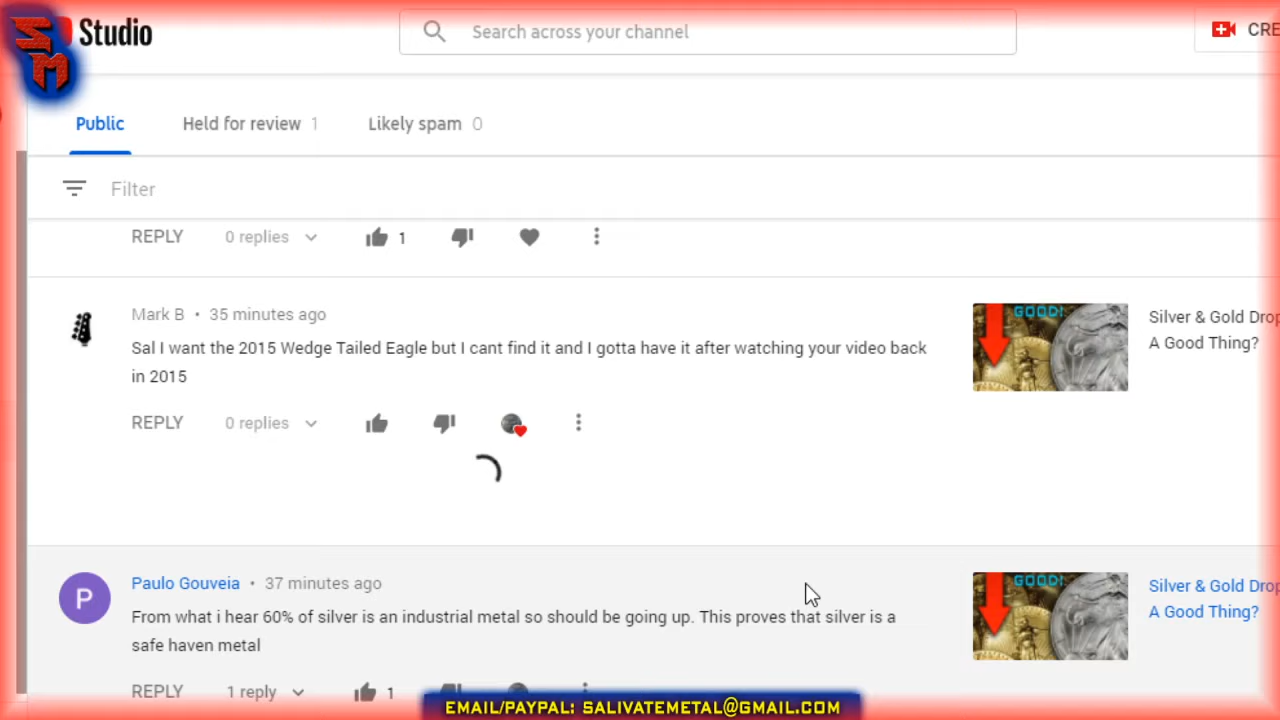 SM
Studio
Search across your channel
CRE
Public
Held for review 1
Likely spam 0
Filter
REPLY
0 replies
1
Mark B • 35 minutes ago
Sal I want the 2015 Wedge Tailed Eagle but I cant find it and I gotta have it after watching your video back
in 2015
GOOD!
Silver & Gold Drop
A Good Thing?
REPLY
0 replies
P
Paulo Gouveia • 37 minutes ago
From what i hear 60% of silver is an industrial metal so should be going up. This proves that silver is a
safe haven metal
GOOD!
Silver & Gold Drop
A Good Thing?
REPLY
1 reply
1
EMAIL/PAYPAL: SALIVATEMETAL@GMAIL.COM